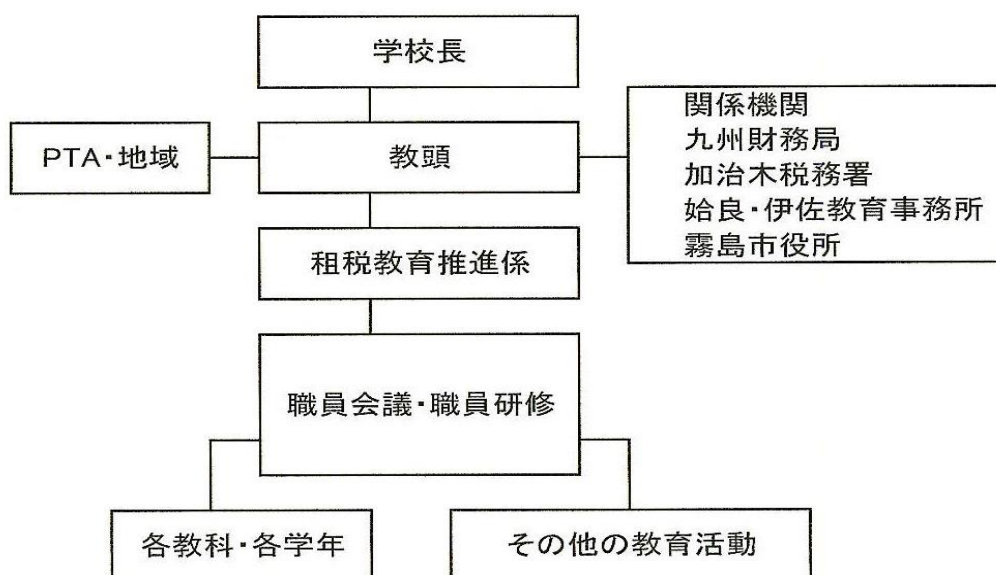 学校長
PTA・地域
教頭
関係機関
九州財務局
加治木税務署
姶良・伊佐教育事務所
霧島市役所
租税教育推進係
職員会議・職員研修
各教科・各学年
その他の教育活動